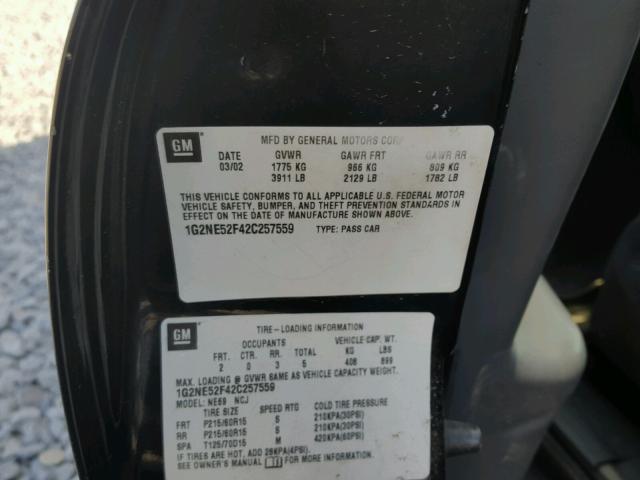 GM
MFD BY GENERAL MOTORS CORP
DATE GVWR GAWR FRT GAWR RR
03/02 1775 KG 966 KG 809 KG
3911 LB 2129 LB 1782 LB
THIS VEHICLE CONFORMS TO ALL APPLICABLE U.S. FEDERAL MOTOR
VEHICLE SAFETY, BUMPER, AND THEFT PREVENTION STANDARDS IN
EFFECT ON THE DATE OF MANUFACTURE SHOWN ABOVE.
1G2NE52F42C257559 TYPE: PASS CAR
GM
TIRE-LOADING INFORMATION
OCCUPANTS VEHICLE CAP. WT.
FRT. CTR. RR. TOTAL KG LBS
2 0 3 5 408 899
MAX. LOADING @ GVWR SAME AS VEHICLE CAPACITY WEIGHT.
1G2NE52F42C257559
MODEL: NE69 NCJ
TIRE SIZE SPEED RTG COLD TIRE PRESSURE
FRT P215/60R15 S 210KPA(30PSI)
RR P215/60R15 S 210KPA(30PSI)
SPA T125/70D15 M 420KPA(60PSI)
IF TIRES ARE HOT, ADD 28KPA(4PSI).
SEE OWNER'S MANUAL FOR MORE INFORMATION